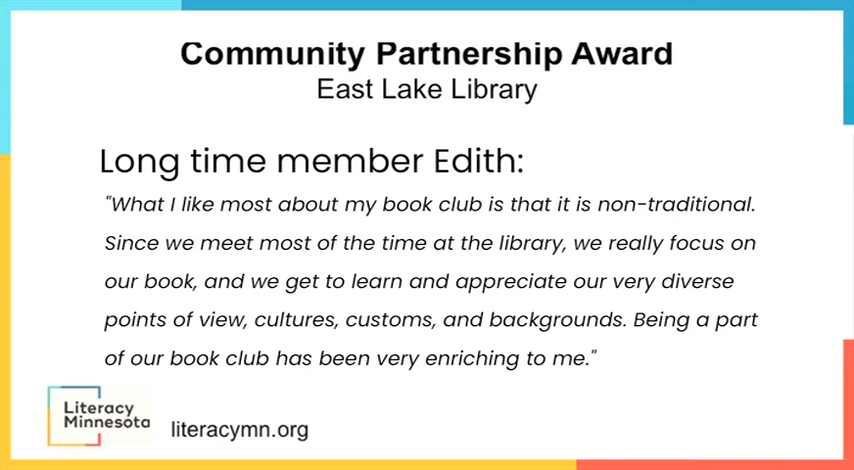 Community Partnership Award
East Lake Library
Long time member Edith:
"What I like most about my book club is that it is non-traditional.
Since we meet most of the time at the library, we really focus on
our book, and we get to learn and appreciate our very diverse
points of view, cultures, customs, and backgrounds. Being a part
of our book club has been very enriching to me."
Literacy
Minnesota
literacymn.org